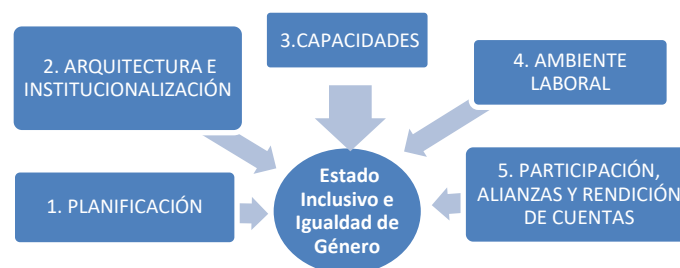 2. ARQUITECTURA E
INSTITUCIONALIZACIÓN
3.CAPACIDADES
4. AMBIENTE
LABORAL
1. PLANIFICACIÓN
Estado
Inclusivo e
Igualdad de
Género
5. PARTICIPACIÓN,
ALIANZAS Y RENDICIÓN
DE CUENTAS